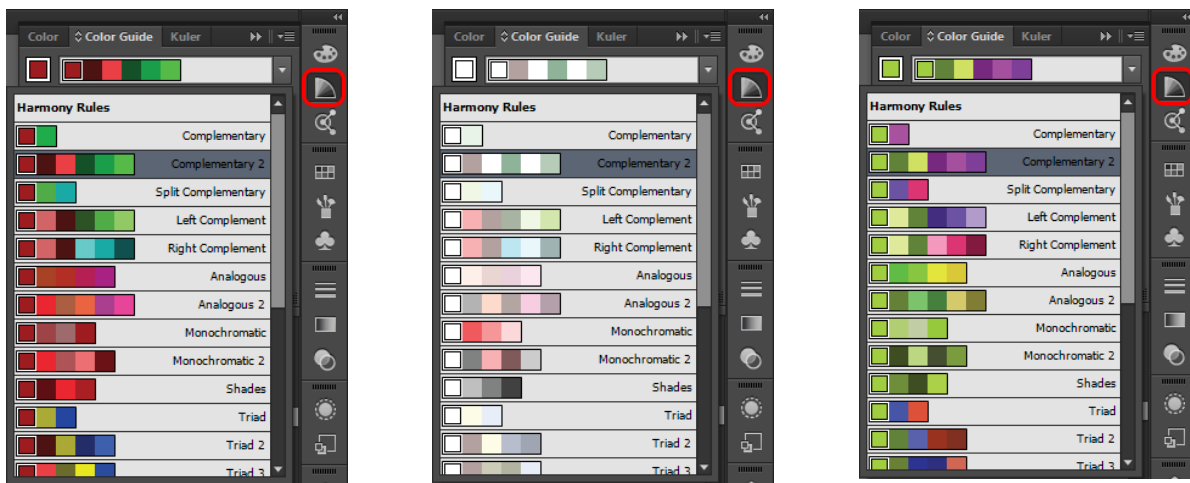 Color Color Guide Kuler
Harmony Rules
Complementary
Complementary 2
Split Complementary
Left Complement
Right Complement
Analogous
Analogous 2
Monochromatic
Monochromatic 2
Shades
Triad
Triad 2
Triad 3
Color Color Guide Kuler
Harmony Rules
Complementary
Complementary 2
Split Complementary
Left Complement
Right Complement
Analogous
Analogous 2
Monochromatic
Monochromatic 2
Shades
Triad
Triad 2
Triad 3
Color Color Guide Kuler
Harmony Rules
Complementary
Complementary 2
Split Complementary
Left Complement
Right Complement
Analogous
Analogous 2
Monochromatic
Monochromatic 2
Shades
Triad
Triad 2
Triad 3